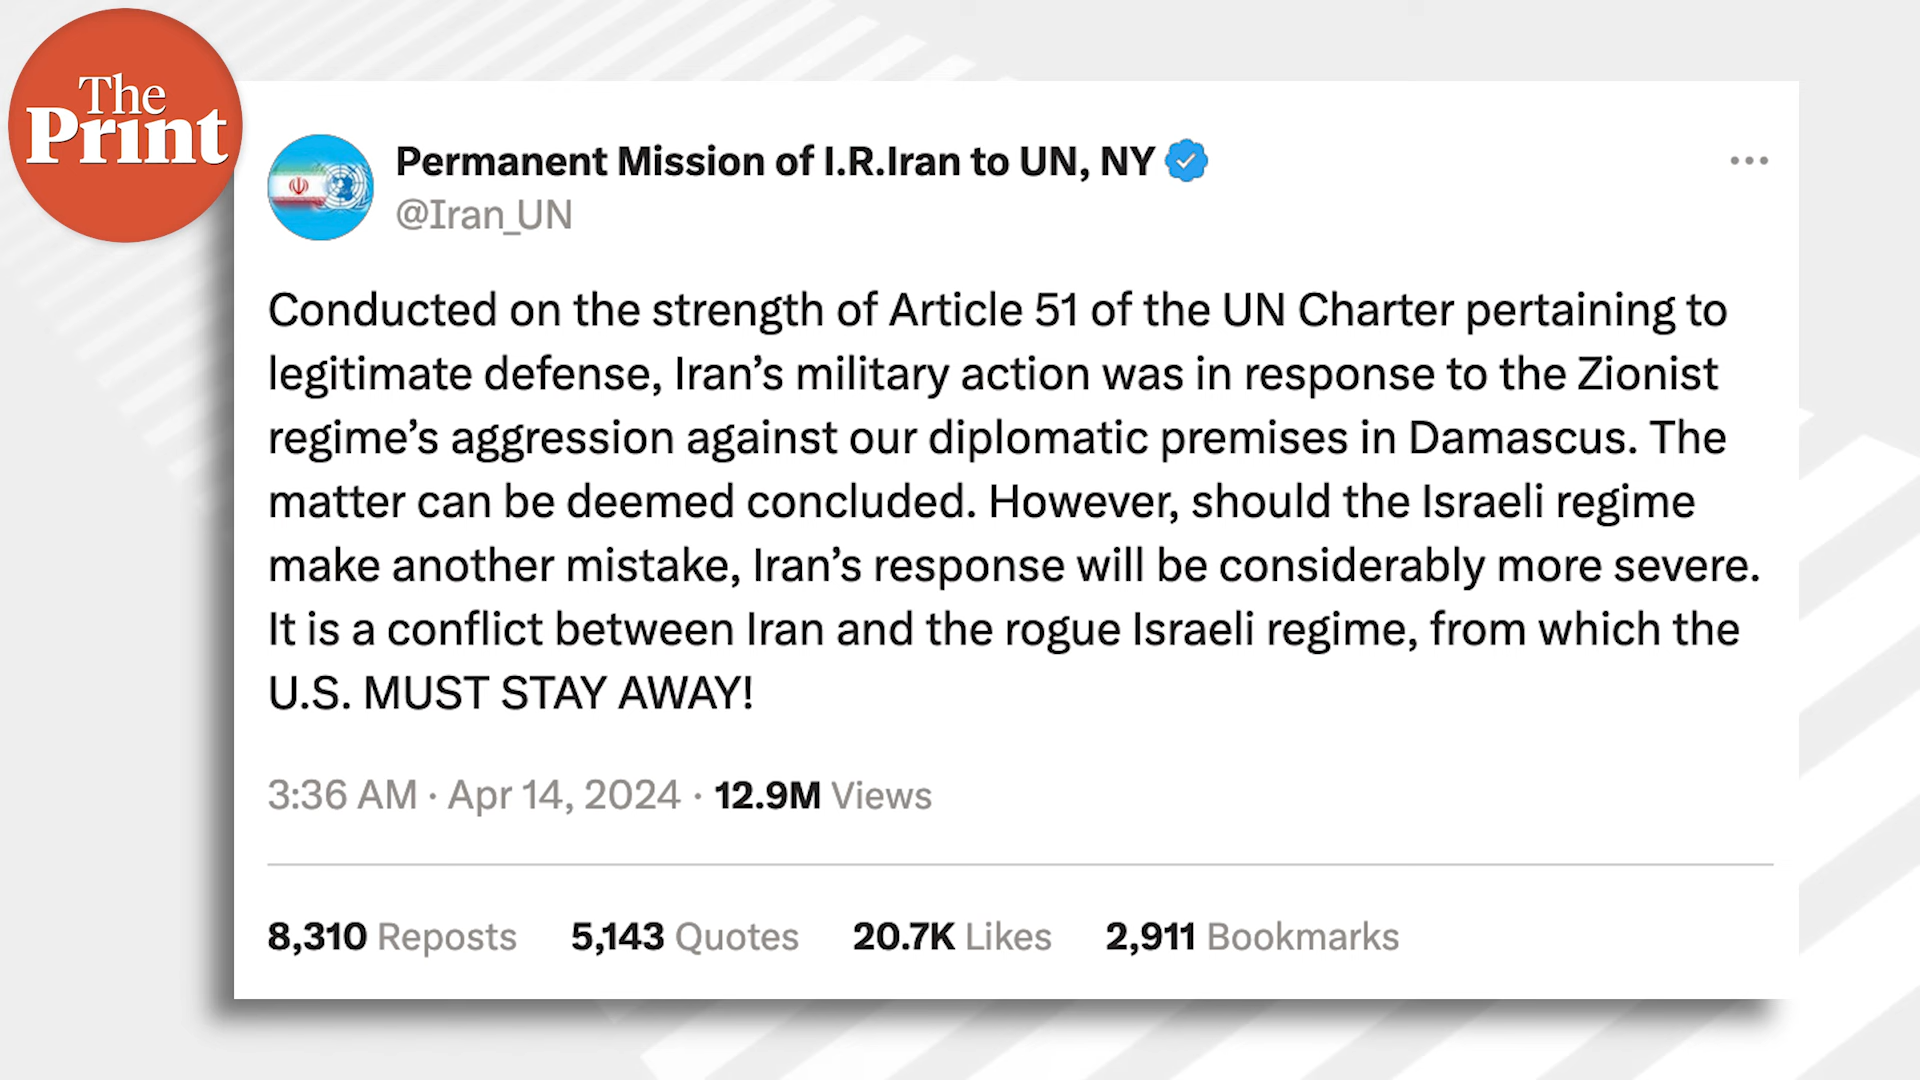 The
Print
Permanent Mission of I.R.Iran to UN, NY
@Iran_UN
Conducted on the strength of Article 51 of the UN Charter pertaining to
legitimate defense, Iran’s military action was in response to the Zionist
regime’s aggression against our diplomatic premises in Damascus. The
matter can be deemed concluded. However, should the Israeli regime
make another mistake, Iran’s response will be considerably more severe.
It is a conflict between Iran and the rogue Israeli regime, from which the
U.S. MUST STAY AWAY!
3:36 AM · Apr 14, 2024 · 12.9M Views
8,310 Reposts 5,143 Quotes 20.7K Likes 2,911 Bookmarks